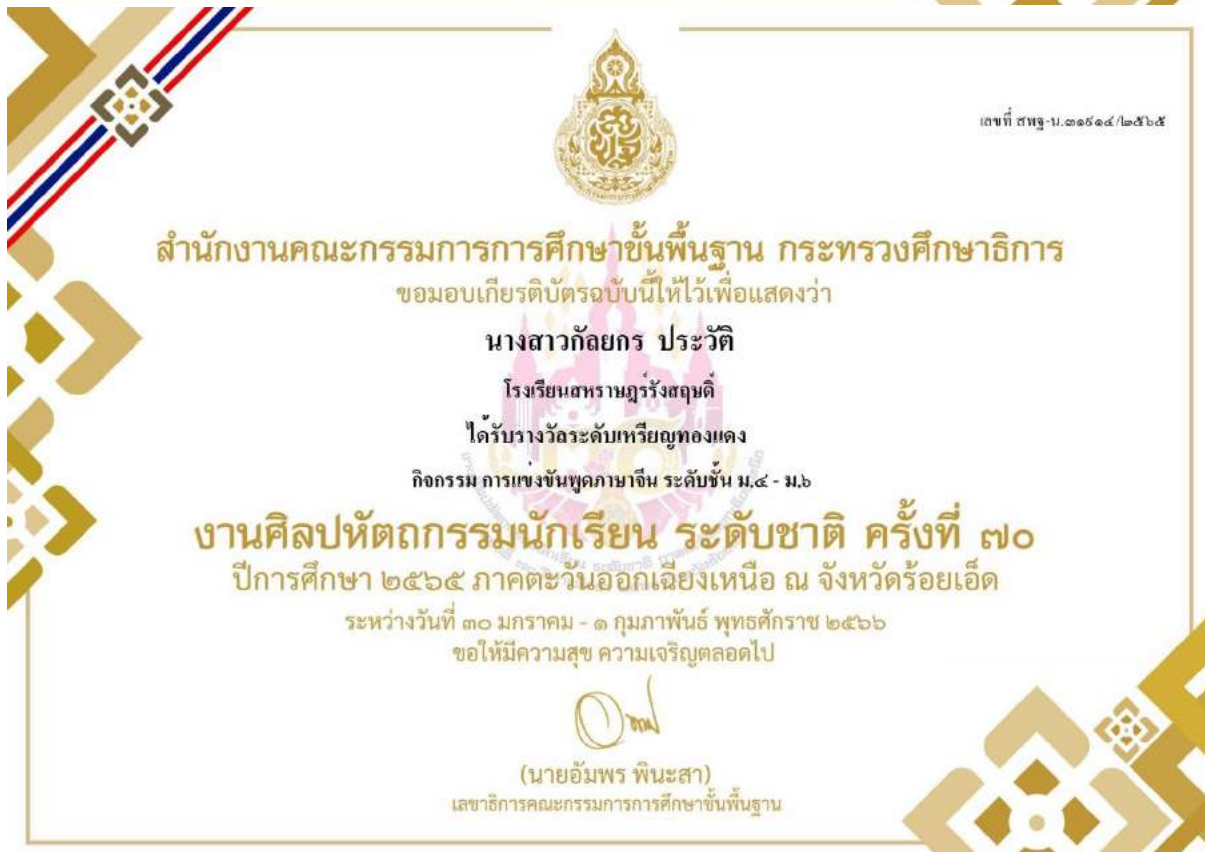 เลขที่ สพฐ-น.๓๑๙๑๔/๒๕๖๕
สำนักงานคณะกรรมการการศึกษาขั้นพื้นฐาน กระทรวงศึกษาธิการ
ขอมอบเกียรติบัตรฉบับนี้ให้ไว้เพื่อแสดงว่า
นางสาวกัลยกร ประวัติ
โรงเรียนสหราษฎร์รังสฤษดิ์
ได้รับรางวัลระดับเหรียญทองแดง
กิจกรรม การแข่งขันพูดภาษาจีน ระดับชั้น ม.๔ - ม.๖
งานศิลปหัตถกรรมนักเรียน ระดับชาติ ครั้งที่ ๗๐
ปีการศึกษา ๒๕๖๕ ภาคตะวันออกเฉียงเหนือ ณ จังหวัดร้อยเอ็ด
ระหว่างวันที่ ๓๐ มกราคม - ๑ กุมภาพันธ์ พุทธศักราช ๒๕๖๖
ขอให้มีความสุข ความเจริญตลอดไป
(นายอัมพร พินะสา)
เลขาธิการคณะกรรมการการศึกษาขั้นพื้นฐาน